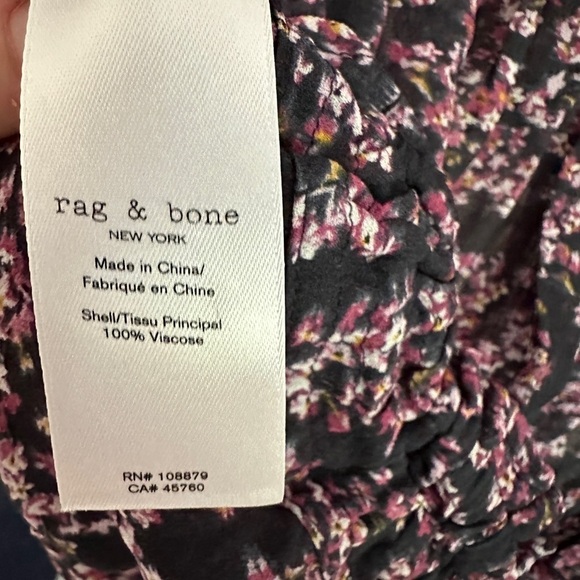 rag & bone
NEW YORK
Made in China/
Fabriqué en Chine
Shell/Tissu Principal
100% Viscose
RN# 108879
CA# 45760